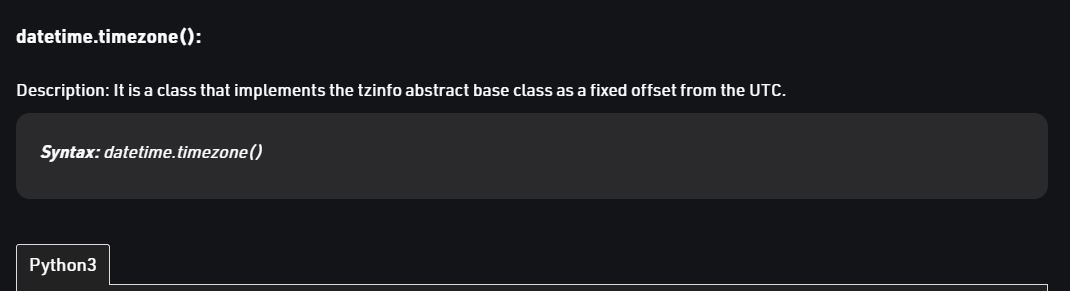 datetime.timezone():
Description: It is a class that implements the tzinfo abstract base class as a fixed offset from the UTC.
Syntax: datetime.timezone()
Python3